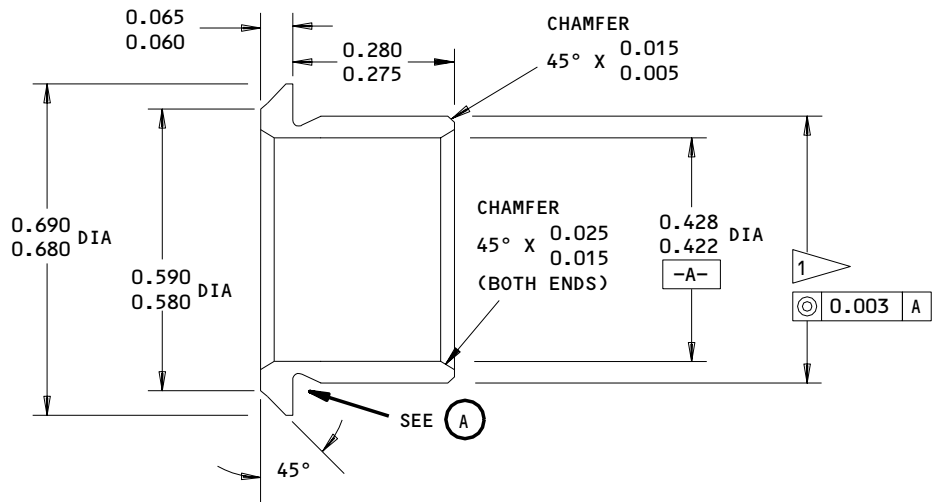 0.065
0.060
0.280
0.275
CHAMFER
45° X 0.015
0.005
0.690
0.680 DIA
0.590
0.580 DIA
CHAMFER
45° X 0.025
0.015
(BOTH ENDS)
0.428
0.422 DIA
-A-
1
◎ 0.003 A
SEE A
45°